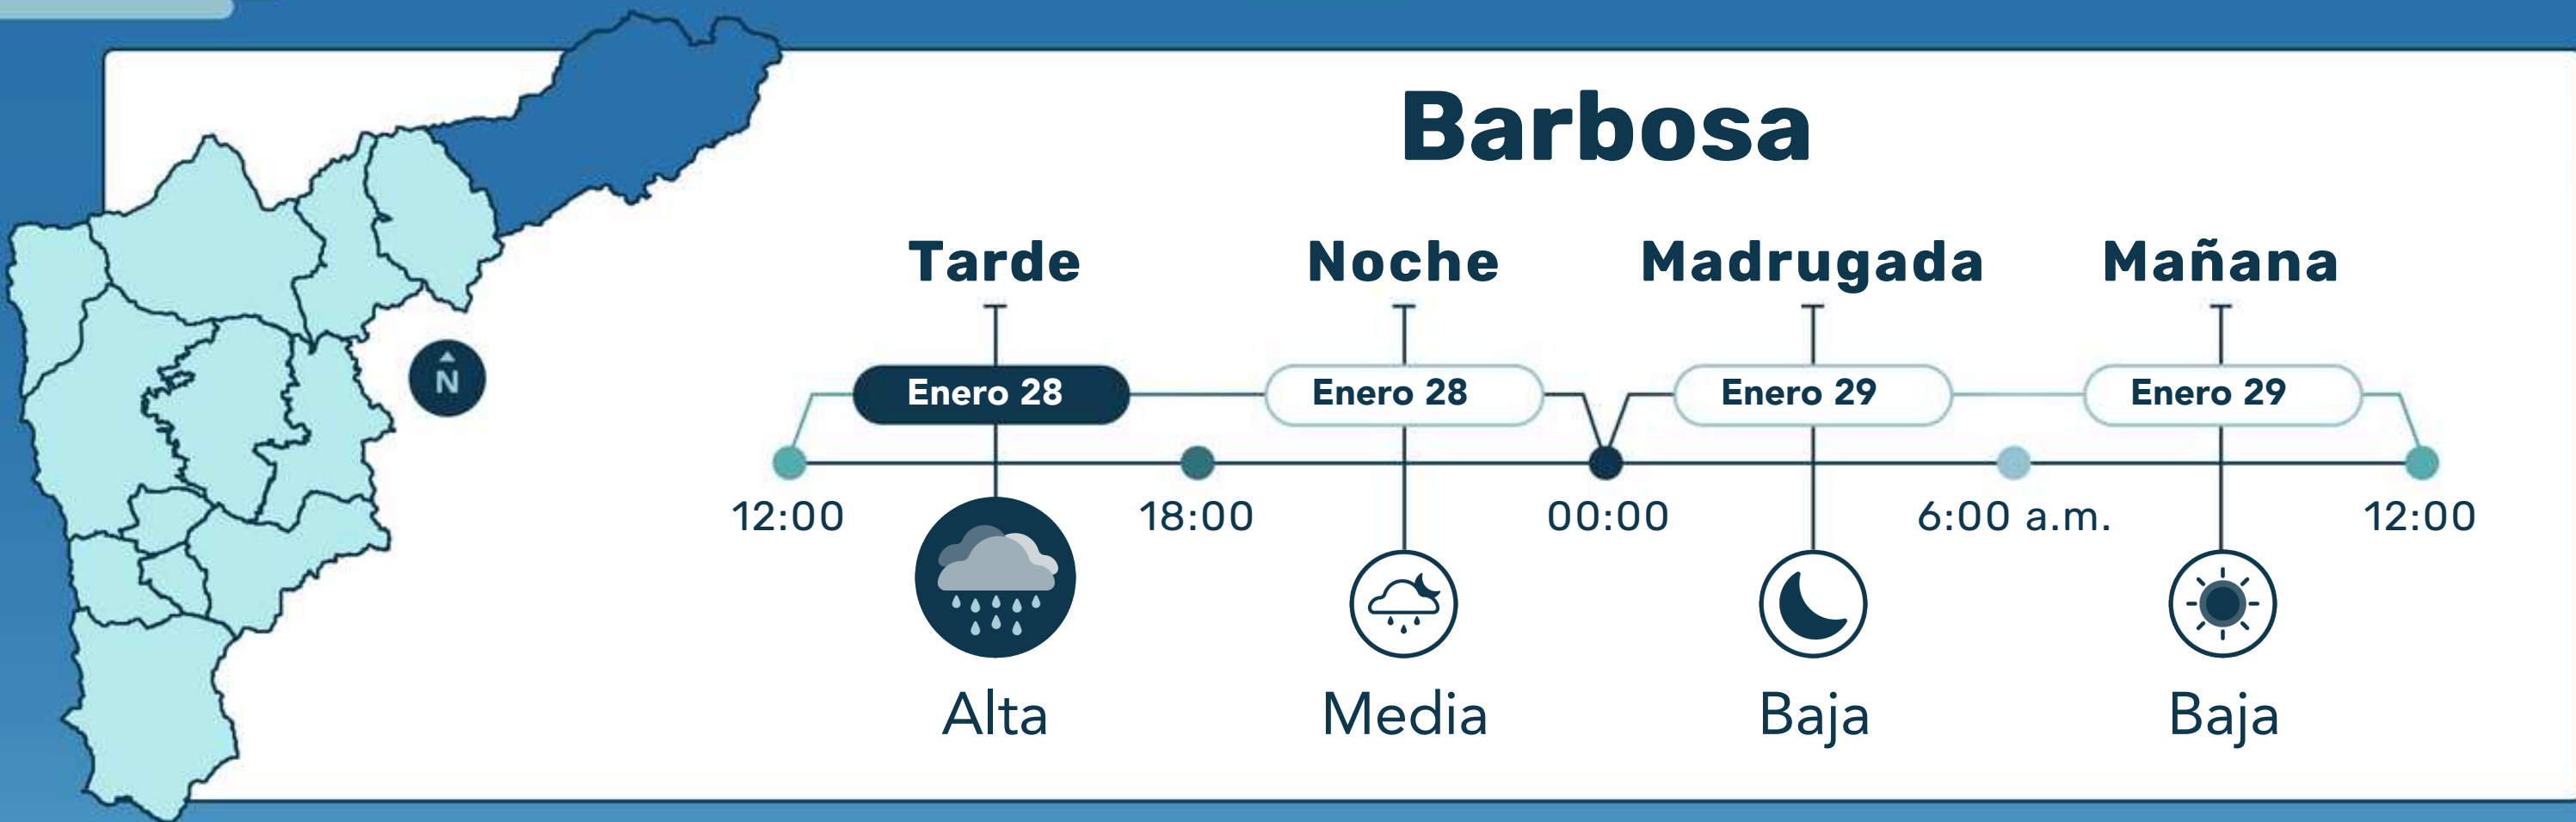 Barbosa
Tarde Noche Madrugada Mañana
N
Enero 28 Enero 28 Enero 29 Enero 29
12:00 18:00 00:00 6:00 a.m. 12:00
Alta Media Baja Baja